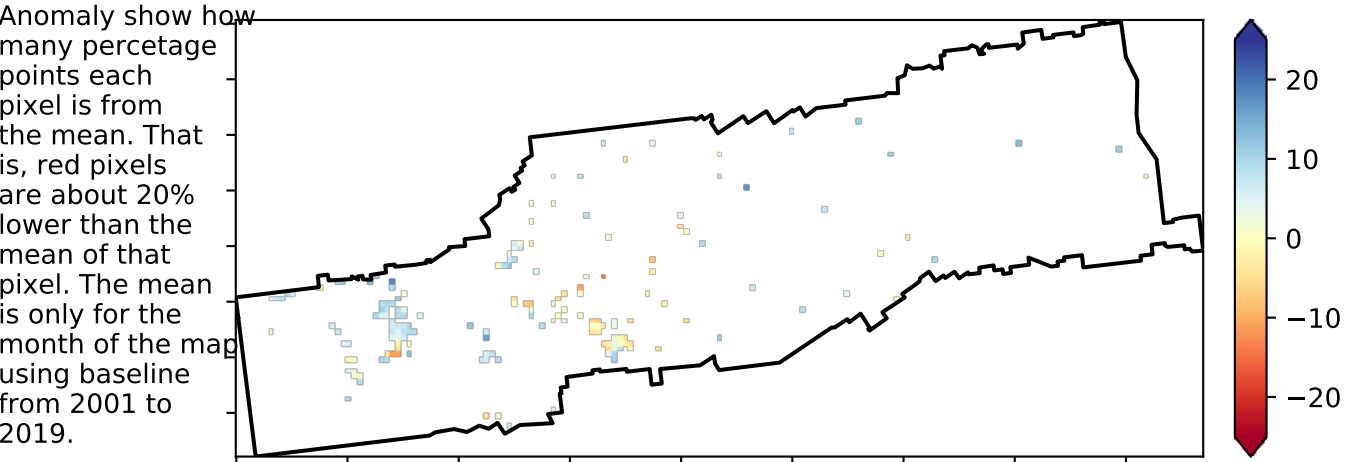 Anomaly show how
many percetage
points each
pixel is from
the mean. That
is, red pixels
are about 20%
lower than the
mean of that
pixel. The mean
is only for the
month of the map
using baseline
from 2001 to
2019.
20
10
0
−10
−20